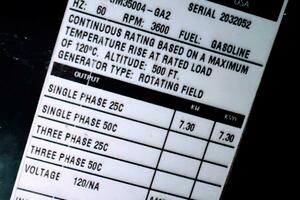 USA
SERIAL 2032052
HZ: 60 RPM: 3600 FUEL: GASOLINE
CONTINUOUS RATING BASED ON A MAXIMUM
TEMPERATURE RISE AT RATED LOAD
OF 120°C. ALTITUDE: 500 FT.
GENERATOR TYPE: ROTATING FIELD
OUTPUT KW KVA
SINGLE PHASE 25C 7.30 7.30
SINGLE PHASE 50C
THREE PHASE 25C
THREE PHASE 50C
VOLTAGE 120/NA